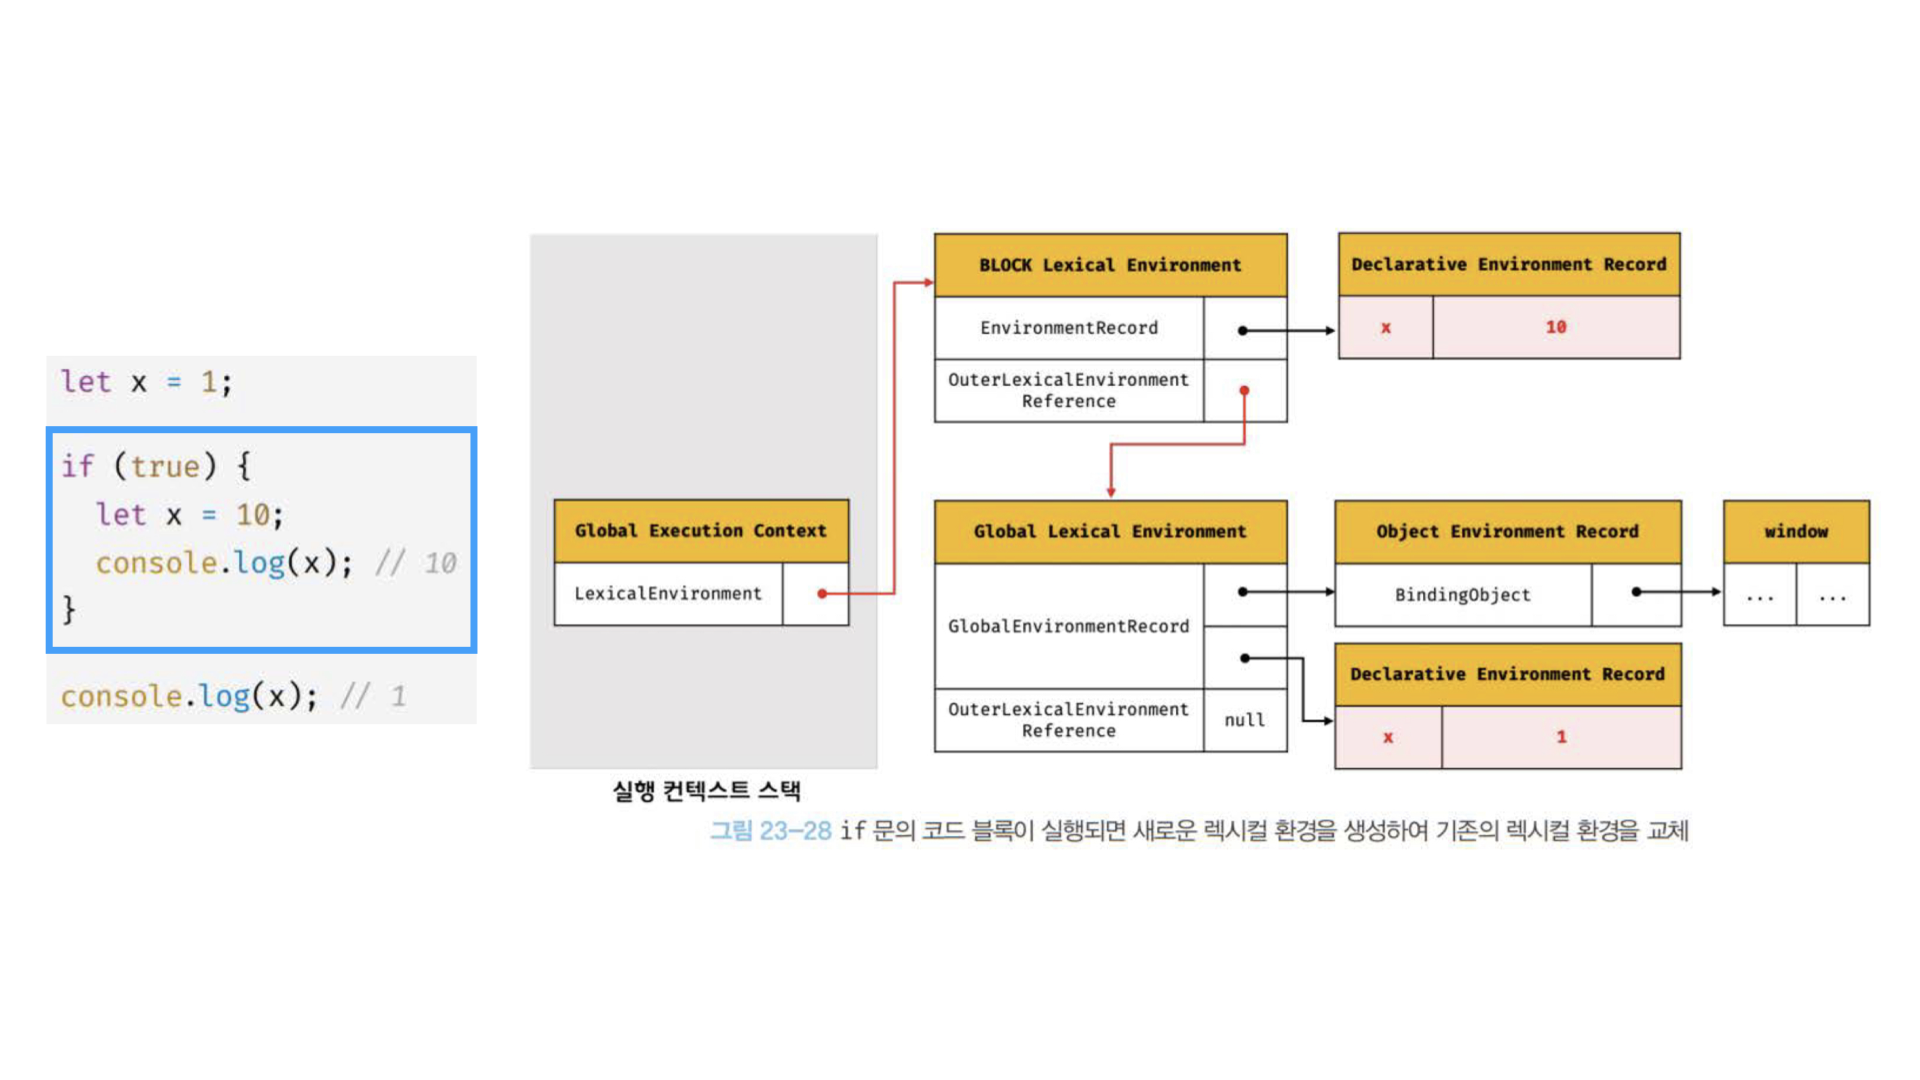 let x = 1;
if (true) {
  let x = 10;
  console.log(x); // 10
}
console.log(x); // 1
Global Execution Context
LexicalEnvironment
실행 컨텍스트 스택
BLOCK Lexical Environment
EnvironmentRecord
OuterLexicalEnvironment
Reference
Declarative Environment Record
x 10
Global Lexical Environment
GlobalEnvironmentRecord
OuterLexicalEnvironment
Reference
null
Object Environment Record
BindingObject
window
... ...
Declarative Environment Record
x 1
그림 23-28 if 문의 코드 블록이 실행되면 새로운 렉시컬 환경을 생성하여 기존의 렉시컬 환경을 교체